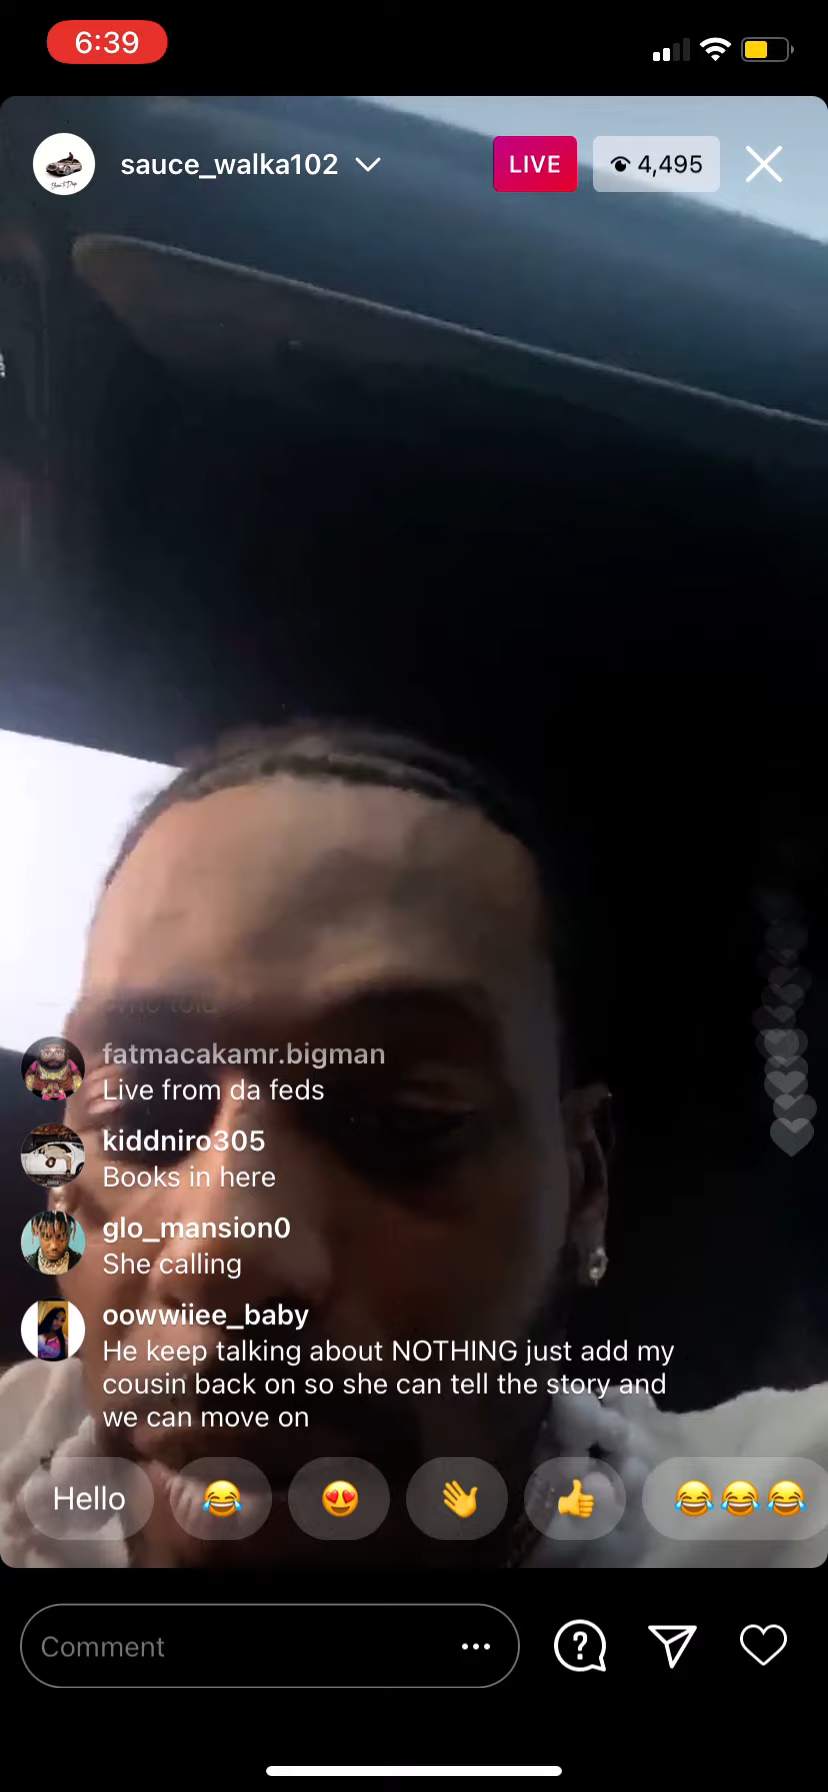 6:39
sauce_walka102
LIVE
4,495
who told
fatmacakamr.bigman
Live from da feds
kiddniro305
Books in here
glo_mansion0
She calling
oowwiiee_baby
He keep talking about NOTHING just add my
cousin back on so she can tell the story and
we can move on
Hello
Comment